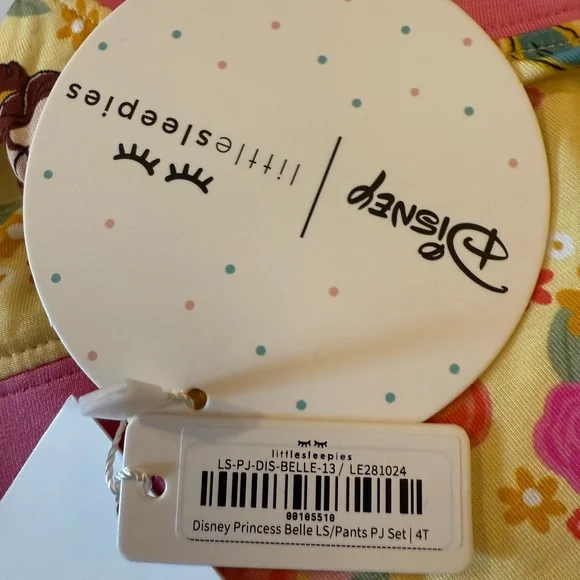 littlesleepies | Disney
littlesleepies
LS-PJ-DIS-BELLE-13 / LE281024
00105510
Disney Princess Belle LS/Pants PJ Set | 4T